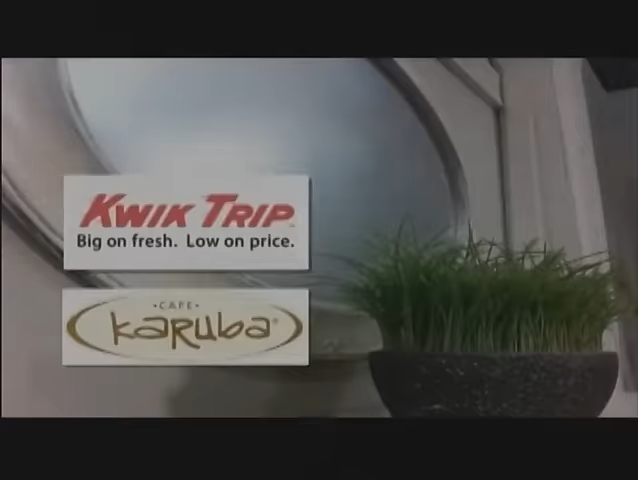 KWIK TRIP
Big on fresh. Low on price.
• CAFE •
Karuba®